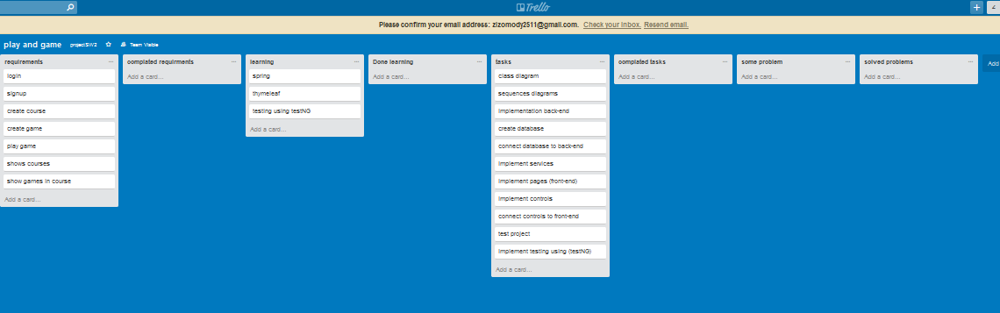 Trello
Please confirm your email address: zizomody2511@gmail.com. Check your inbox. Resend email.
play and game projectSW2 Team Visible
requirements
login
signup
create course
create game
play game
shows courses
show games in course
Add a card...
complated requirments
Add a card...
learning
spring
thymeleaf
testing using testNG
Add a card...
Done learning
Add a card...
tasks
class diagram
sequences diagrams
implementation back-end
create database
connect database to back-end
implement services
implement pages (front-end)
implement controls
connect controls to front-end
test project
implement testing using (testNG)
Add a card...
complated tasks
Add a card...
some problem
Add a card...
solved problems
Add a card...
Add